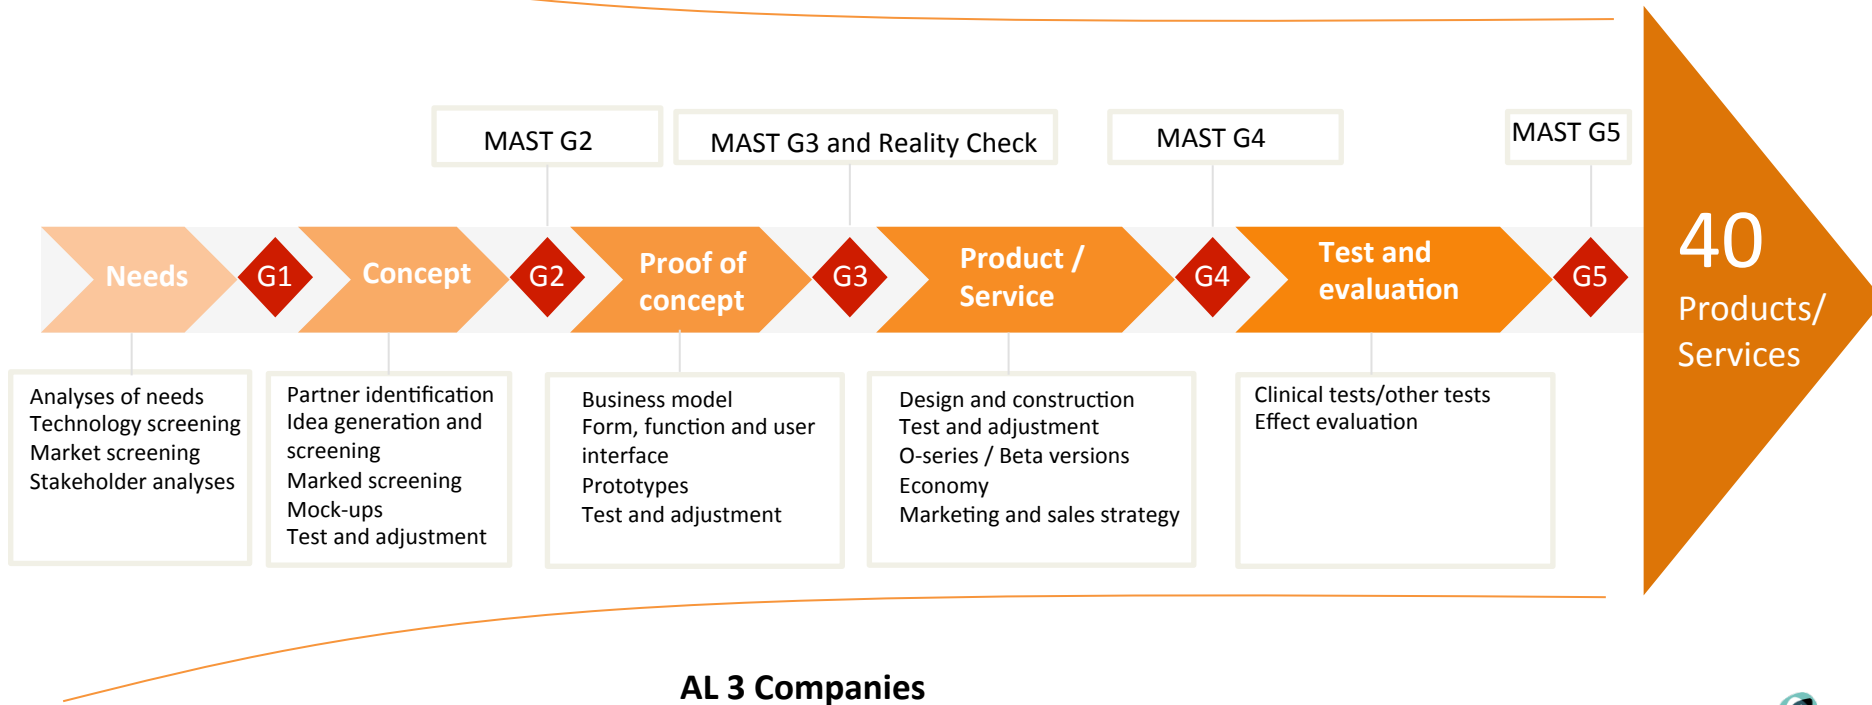 MAST G2
MAST G3 and Reality Check
MAST G4
MAST G5
Needs
G1
Concept
G2
Proof of
concept
G3
Product /
Service
G4
Test and
evaluation
G5
40
Products/
Services
Analyses of needs
Technology screening
Market screening
Stakeholder analyses
Partner identification
Idea generation and
screening
Marked screening
Mock-ups
Test and adjustment
Business model
Form, function and user
interface
Prototypes
Test and adjustment
Design and construction
Test and adjustment
O-series / Beta versions
Economy
Marketing and sales strategy
Clinical tests/other tests
Effect evaluation
AL 3 Companies